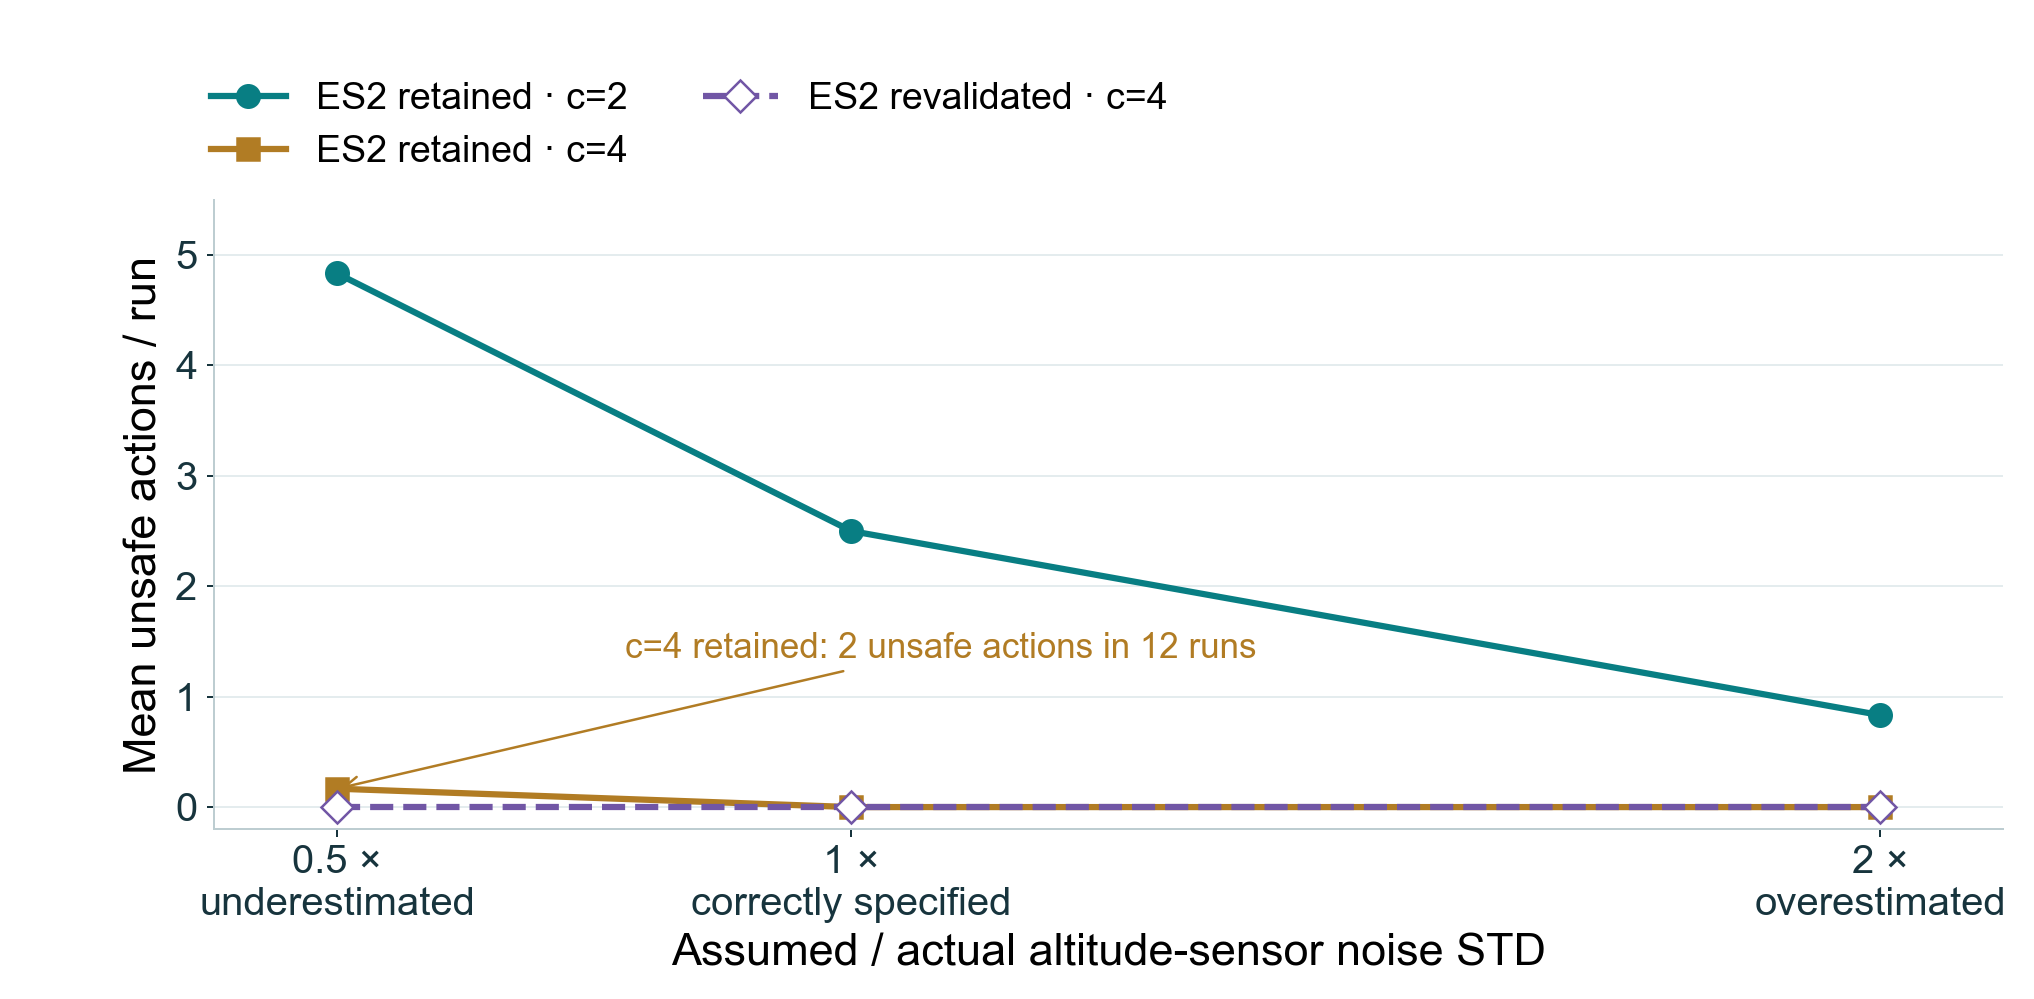 ES2 retained · c=2
ES2 revalidated · c=4
ES2 retained · c=4
Mean unsafe actions / run
5
4
3
2
1
0
c=4 retained: 2 unsafe actions in 12 runs
0.5 ×
underestimated
1 ×
correctly specified
2 ×
overestimated
Assumed / actual altitude-sensor noise STD